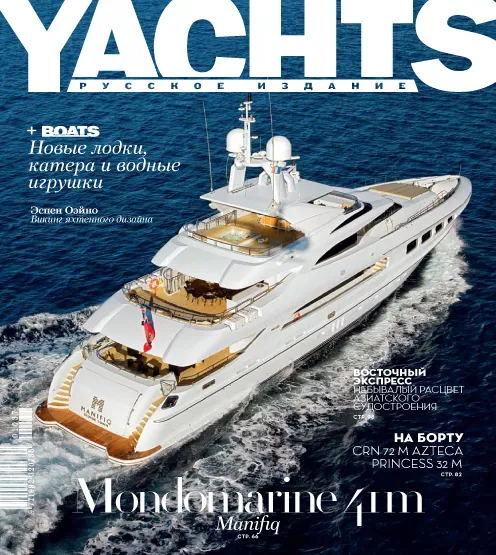 YACHTS
РУССКОЕ ИЗДАНИЕ
+ BOATS
Новые лодки,
катера и водные
игрушки
Эспен Оэйно
Викинг яхтенного дизайна
MANIFIQ
ВОСТОЧНЫЙ
ЭКСПРЕСС
НЕБЫВАЛЫЙ РАСЦВЕТ
АЗИАТСКОГО
СУДОСТРОЕНИЯ
НА БОРТУ
CRN 72 M AZTECA
PRINCESS 32 M
СТР. 82
Mondomarine 41m
Manifiq
СТР. 66